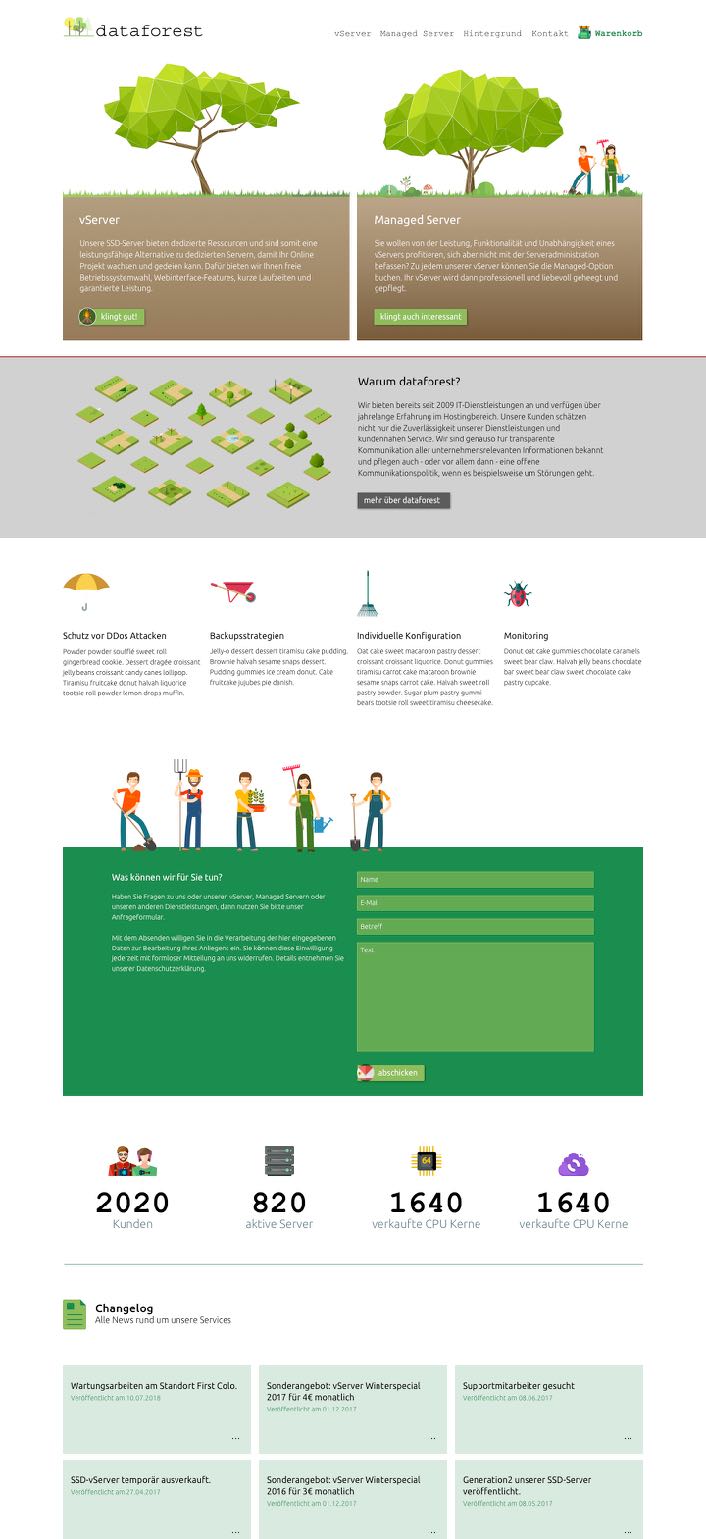 dataforest
vServer Managed Server Hintergrund Kontakt Warenkorb
vServer
Unsere SSD-Server bieten dedizierte Ressourcen und sind somit eine
leistungsfähige Alternative zu dedizierten Servern, damit Ihr Online
Projekt wachsen und gedeien kann. Dafür bieten wir Ihnen freie
Betriebssystemwahl, Webinterface-Features, kurze Laufzeiten und
garantierte Leistung.
klingt gut!
Managed Server
Sie wollen von der Leistung, Funktionalität und Unabhängigkeit eines
vServers profitieren, sich aber nicht mit der Serveradministration
befassen? Zu jedem unserer vServer können Sie die Managed-Option
buchen. Ihr vServer wird dann professionell und liebevoll geheegt und
gepflegt.
klingt auch interessant
Warum dataforest?
Wir bieten bereits seit 2009 IT-Dienstleistungen an und verfügen über
jahrelange Erfahrung im Hostingbereich. Unsere Kunden schätzen
nicht nur die Zuverlässigkeit unserer Dienstleistungen und
kundennahen Service. Wir sind genauso für transparente
Kommunikation aller unternehmensrelevanten Informationen bekannt
und pflegen auch - oder vor allem dann - eine offene
Kommunikationspolitik, wenn es beispielsweise um Störungen geht.
mehr über dataforest
Schutz vor DDos Attacken
Powder powder soufflé sweet roll
gingerbread cookie. Dessert dragée croissant
jelly beans croissant candy canes lollipop.
Tiramisu fruitcake donut halvah liquorice
tootsie roll powder lemon drops muffin.
Backupsstrategien
Jelly-o dessert dessert tiramisu cake pudding.
Brownie halvah sesame snaps dessert.
Pudding gummies ice cream donut. Cake
fruitcake jujubes pie danish.
Individuelle Konfiguration
Oat cake sweet macaroon pastry dessert
croissant croissant liquorice. Donut gummies
tiramisu carrot cake macaroon brownie
sesame snaps carrot cake. Halvah sweet roll
pastry powder. Sugar plum pastry gummi
bears tootsie roll sweet tiramisu cheesecake.
Monitoring
Donut oat cake gummies chocolate caramels
sweet bear claw. Halvah jelly beans chocolate
bar sweet bear claw sweet chocolate cake
pastry cupcake.
Was können wir für Sie tun?
Haben Sie Fragen zu uns oder unserer vServer, Managed Servern oder
unseren anderen Dienstleistungen, dann nutzen Sie bitte unser
Anfrageformular.
Mit dem Absenden willigen Sie in die Verarbeitung der hier eingegebenen
Daten zur Bearbeitung Ihres Anliegens ein. Sie können diese Einwilligung
jederzeit mit formloser Mitteilung an uns widerrufen. Details entnehmen Sie
unserer Datenschutzerklärung.
Name
E-Mail
Betreff
Text
abschicken
64
2020
Kunden
820
aktive Server
1640
verkaufte CPU Kerne
1640
verkaufte CPU Kerne
Changelog
Alle News rund um unsere Services
Wartungsarbeiten am Standort First Colo.
Veröffentlicht am 10.07.2018
...
Sonderangebot: vServer Winterspecial
2017 für 4€ monatlich
Veröffentlicht am 01.12.2017
...
Supportmitarbeiter gesucht
Veröffentlicht am 08.06.2017
...
SSD-vServer temporär ausverkauft.
Veröffentlicht am 27.04.2017
...
Sonderangebot: vServer Winterspecial
2016 für 3€ monatlich
Veröffentlicht am 01.12.2017
...
Generation2 unserer SSD-Server
veröffentlicht.
Veröffentlicht am 08.05.2017
...